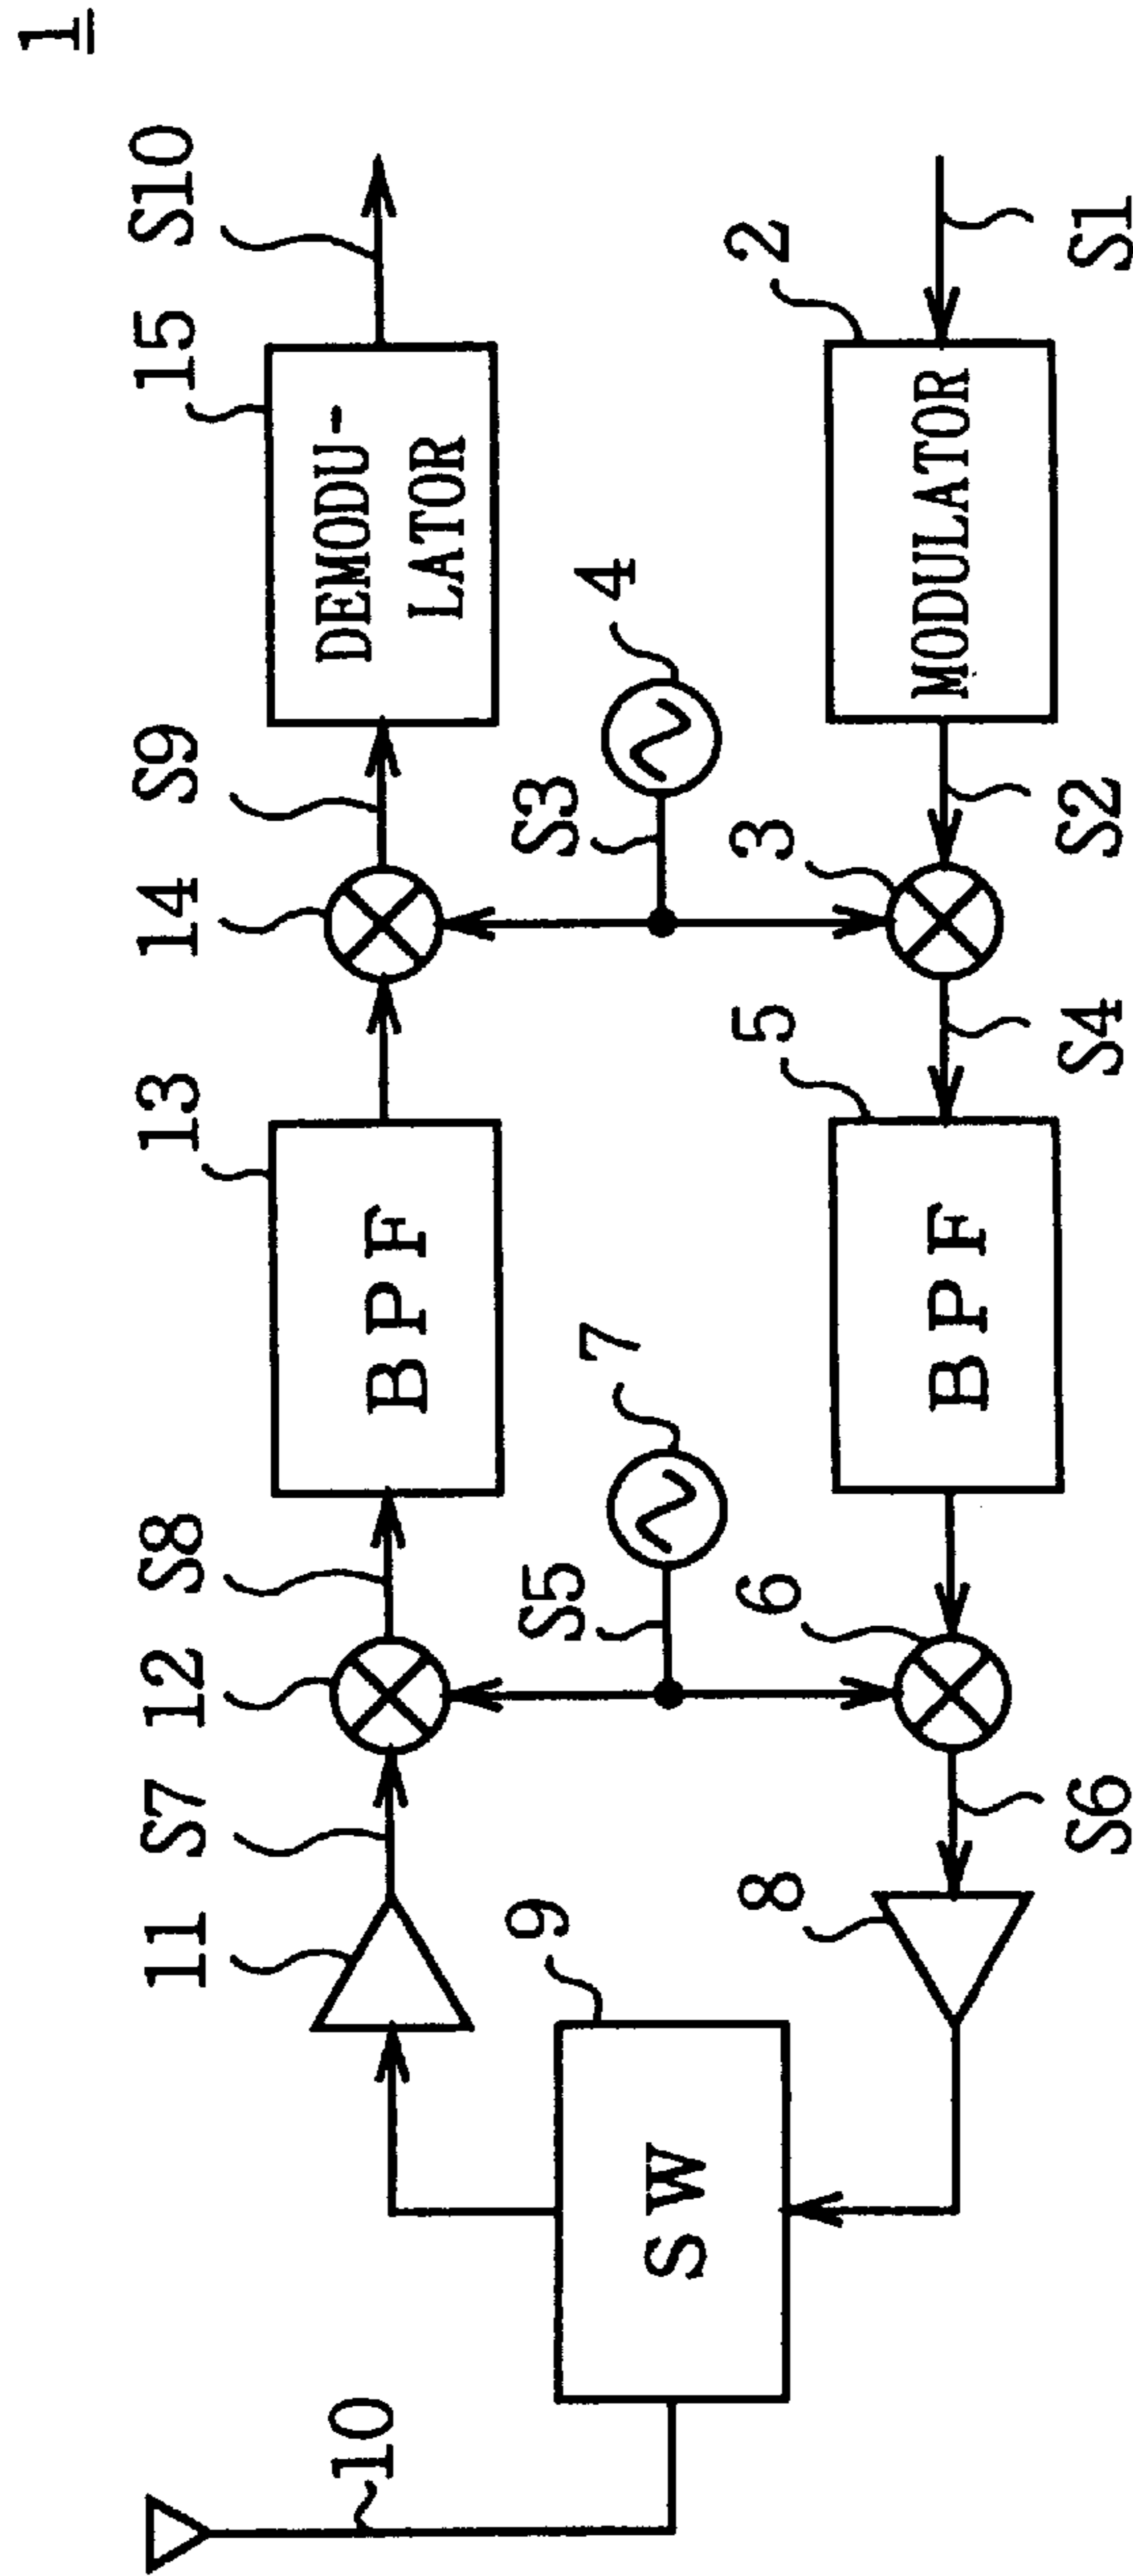 1
11
S7
12
S8
13
14
S9
15
S10
BPF
DEMODU-
LATOR
10
9
SW
S5
7
S3
4
8
6
5
3
2
BPF
MODULATOR
S6
S4
S2
S1